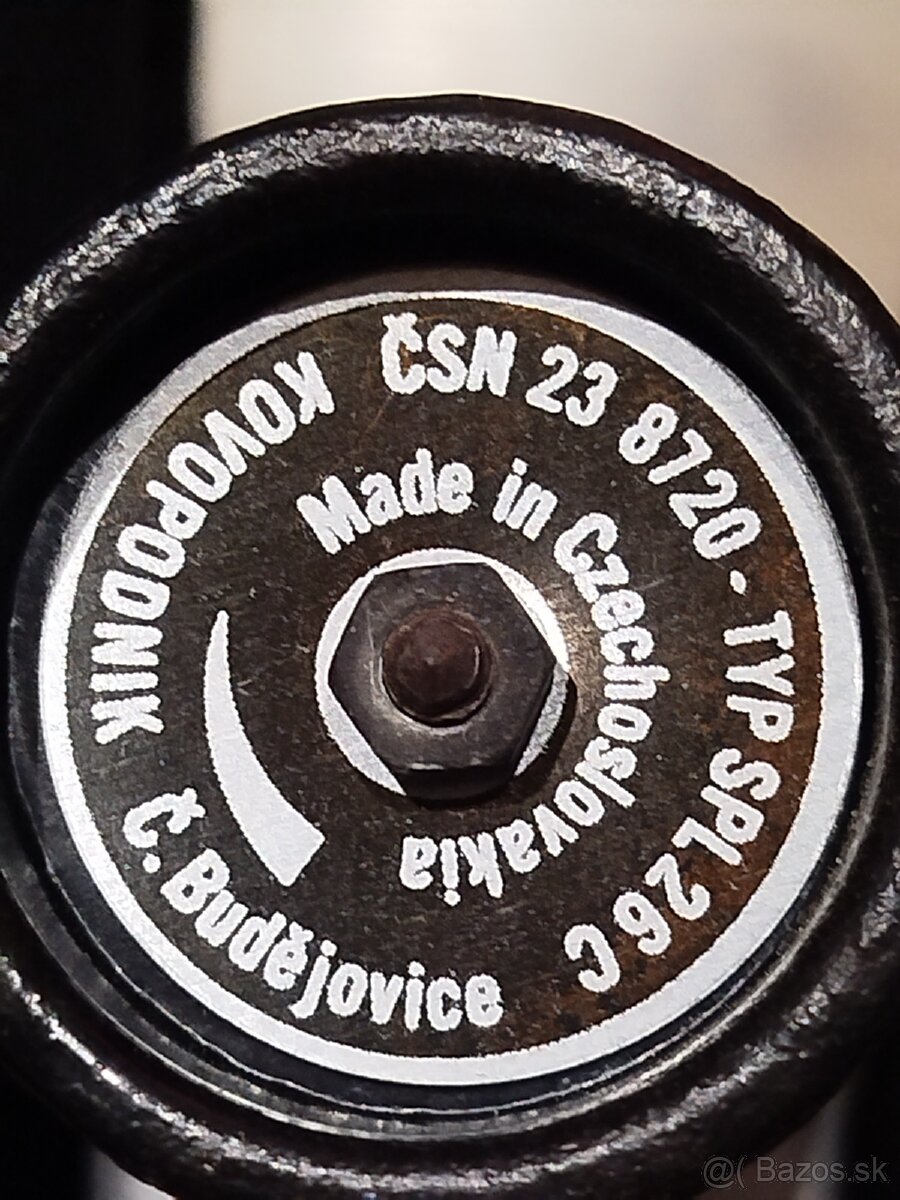 KOVOPODNIK
Č. Budějovice
ČSN 23 8720 - TYP SPL 26 C
Made in Czechoslovakia
@( Bazos.sk